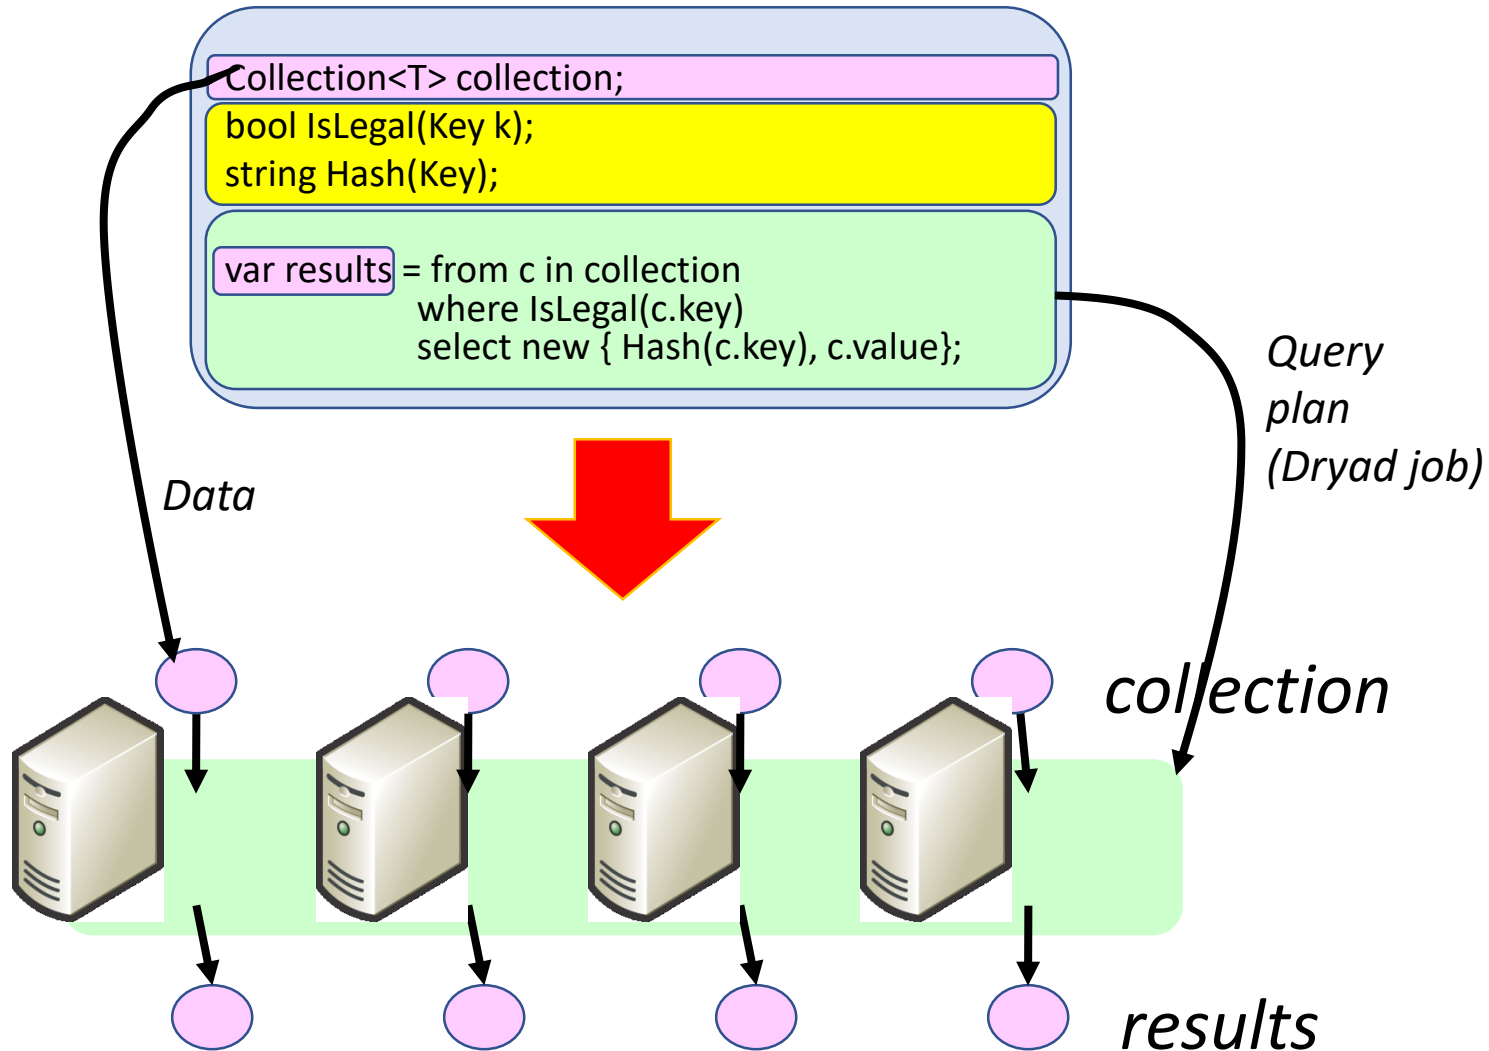 Collection<T> collection;
bool IsLegal(Key k);
string Hash(Key);
var results = from c in collection
where IsLegal(c.key)
select new { Hash(c.key), c.value};
Query
plan
(Dryad job)
Data
collection
results